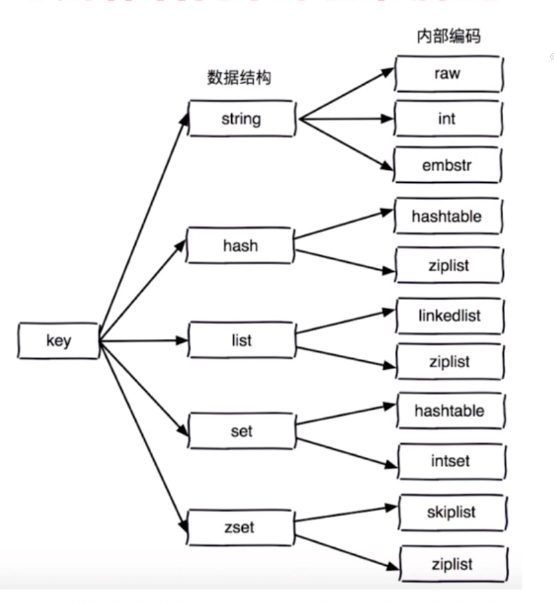 内部编码
数据结构
raw
string
int
embstr
hashtable
hash
ziplist
linkedlist
key
list
ziplist
hashtable
set
intset
skiplist
zset
ziplist